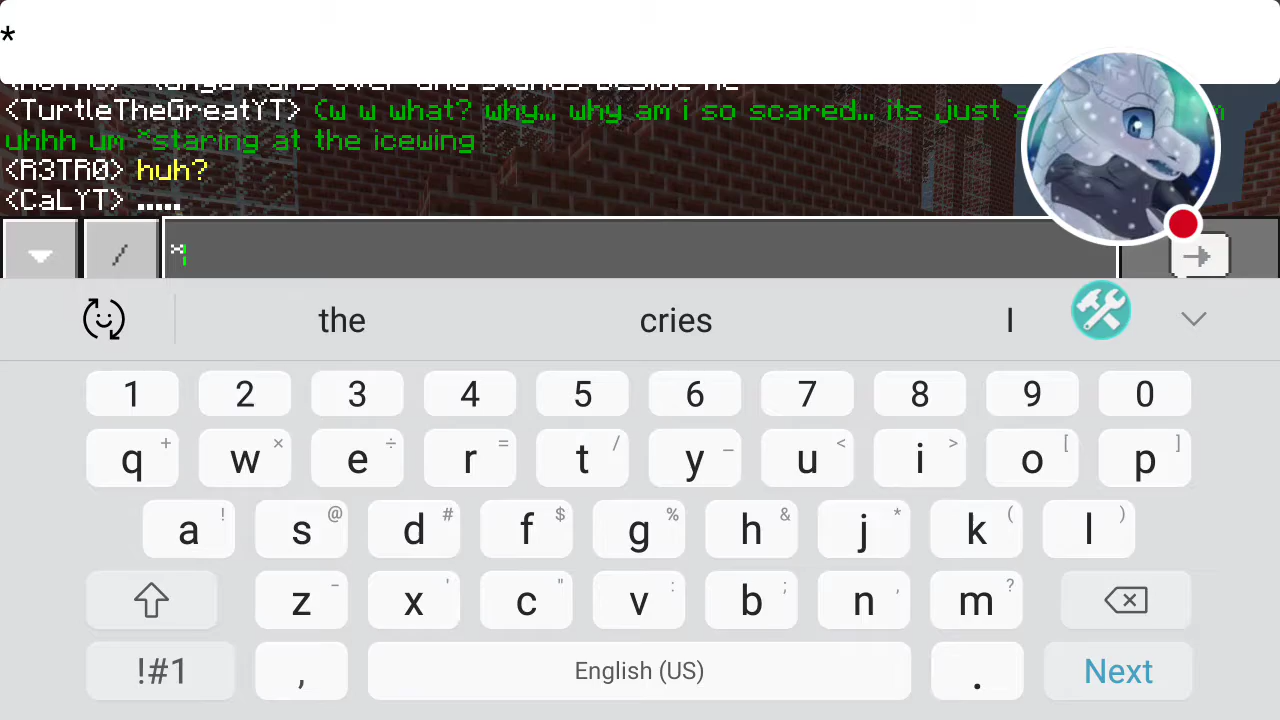 *
<TurtleTheGreatYT> (w w what? why... why am i so scared... its just a
uhhh um *staring at the icewing
<R3TR0> huh?
<CaLYT> .....
/ *
the cries I
1 2 3 4 5 6 7 8 9 0
q + w × e ÷ r = t / y _ u < i > o [ p ]
a ! s @ d # f $ g % h & j * k ( l )
z - x ' c " v : b ; n , m ?
!#1 , English (US) . Next